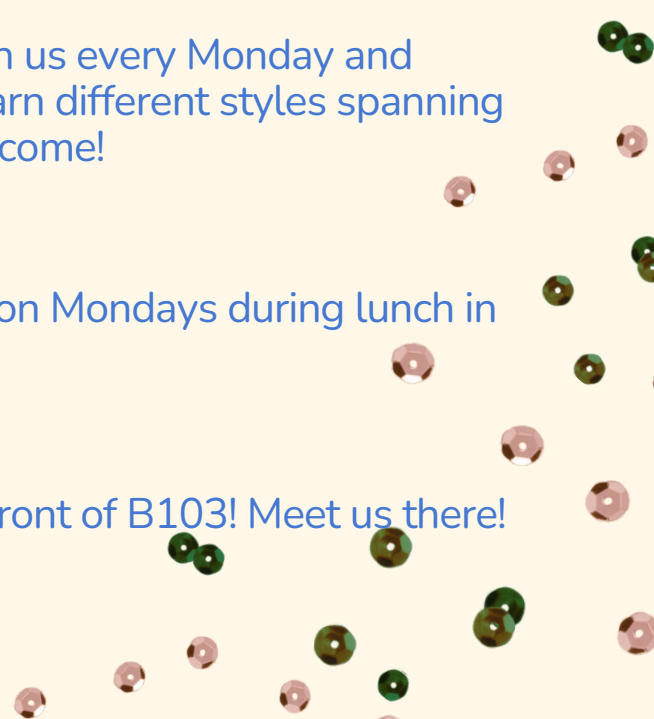 n us every Monday and
arn different styles spanning
come!
on Mondays during lunch in
ront of B103! Meet us there!